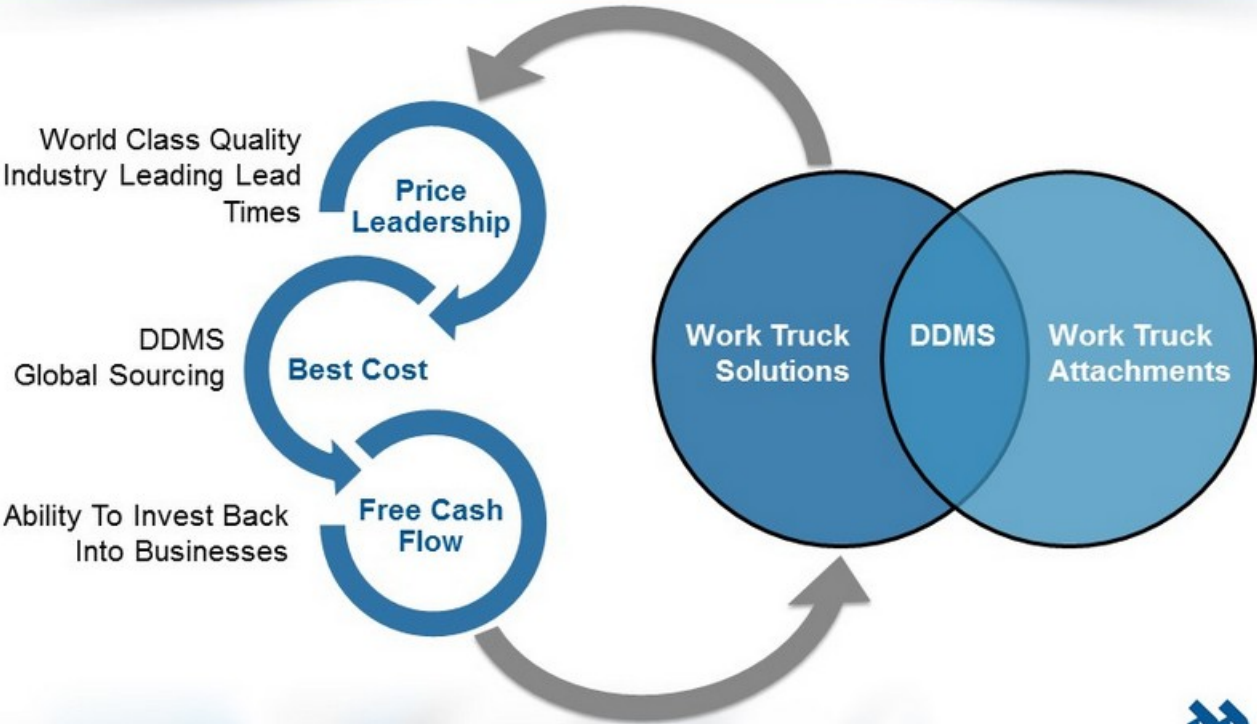 World Class Quality
Industry Leading Lead
Times
Price
Leadership
DDMS
Global Sourcing
Best Cost
Ability To Invest Back
Into Businesses
Free Cash
Flow
Work Truck
Solutions
DDMS
Work Truck
Attachments